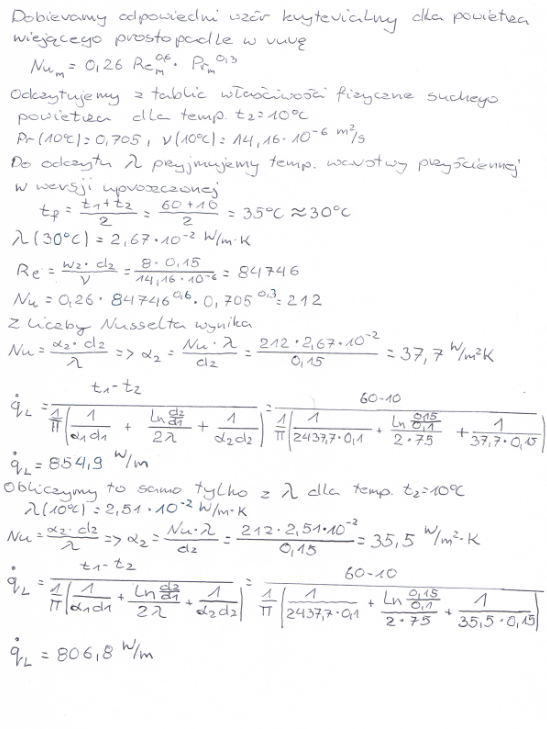 Dobieramy odpowiedni wzór kryterialny dla powietrza
wiejącego prostopadle w rurę
Nu_m = 0,26 Re_m^0,6 · Pr_m^0,3
Odczytujemy z tablic właściwości fizyczne suchego
powietrza dla temp. t₂=10°C
Pr(10°C)=0,705, ν(10°C)=14,16·10⁻⁶ m²/s
Do odczytu λ przyjmujemy temp. warstwy przyściennej
w wersji uproszczonej
t_f = (t₁+t₂)/2 = (60+10)/2 = 35°C ≈ 30°C
λ(30°C) = 2,67·10⁻² W/m·K
Re = (w₂·d₂)/ν = (8·0,15)/(14,16·10⁻⁶) = 84746
Nu = 0,26 · 84746^0,6 · 0,705^0,3 = 212
Z liczby Nusselta wynika
Nu = (α₂·d₂)/λ => α₂ = (Nu·λ)/d₂ = (212·2,67·10⁻²)/0,15 = 37,7 W/m²K
q̇_L = (t₁-t₂)/(1/π(1/(α₁d₁) + (ln d₂/d₁)/(2λ) + 1/(α₂d₂))) = (60-10)/(1/π(1/(2437,7·0,1) + (ln 0,15/0,1)/(2·75) + 1/(37,7·0,15)))
q̇_L = 854,9 W/m
Obliczymy to samo tylko z λ dla temp. t₂=10°C
λ(10°C) = 2,51·10⁻² W/m·K
Nu = (α₂·d₂)/λ => α₂ = (Nu·λ)/d₂ = (212·2,51·10⁻²)/0,15 = 35,5 W/m²·K
q̇_L = (t₁-t₂)/(1/π(1/(α₁d₁) + (ln d₂/d₁)/(2λ) + 1/(α₂d₂))) = (60-10)/(1/π(1/(2437,7·0,1) + (ln 0,15/0,1)/(2·75) + 1/(35,5·0,15)))
q̇_L = 806,8 W/m